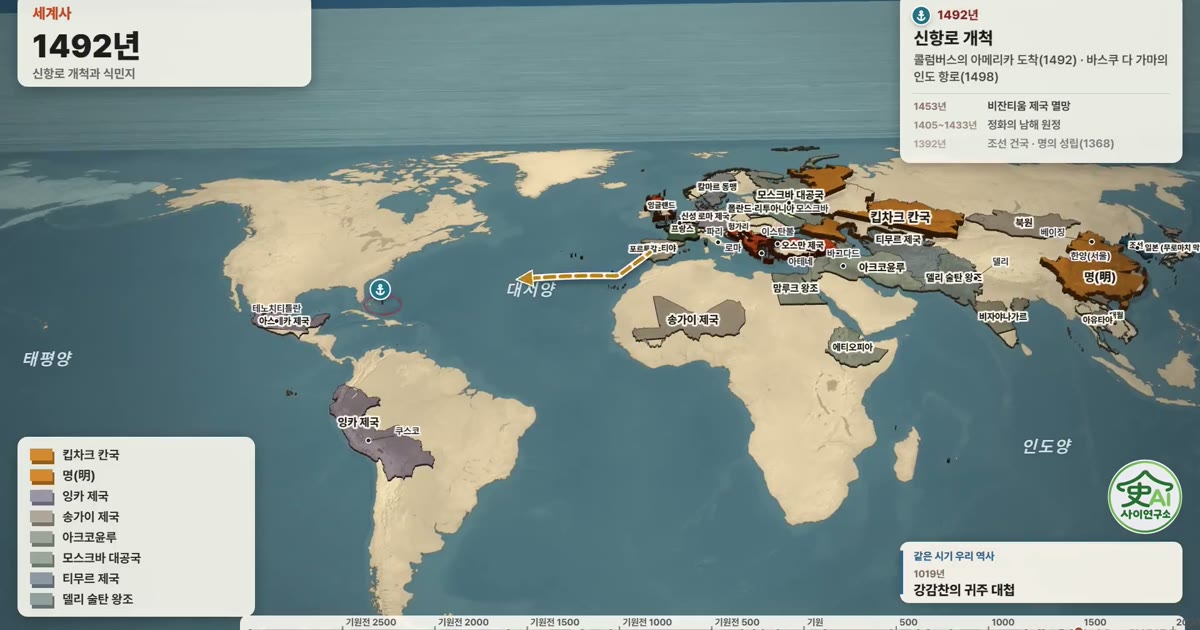 세계사
1492년
신항로 개척과 식민지
1492년
신항로 개척
콜럼버스의 아메리카 도착(1492) · 바스쿠 다 가마의
인도 항로(1498)
1453년 비잔티움 제국 멸망
1405~1433년 정화의 남해 원정
1392년 조선 건국 · 명의 성립(1368)
칼마르 동맹
모스크바 대공국
잉글랜드
폴란드·리투아니아
모스크바
신성 로마 제국
킵차크 칸국
북원
프랑스
파리
헝가리
이스탄불
베이징
로마
오스만 제국
티무르 제국
조선
일본
아테네
바그다드
한양(서울)
아크코윤루
델리
델리 술탄 왕조
명(明)
맘루크 왕조
대서양
테노치티틀란
송가이 제국
비자야나가르
아유타야
에티오피아
태평양
잉카 제국
쿠스코
인도양
킵차크 칸국
명(明)
잉카 제국
송가이 제국
아크코윤루
모스크바 대공국
티무르 제국
델리 술탄 왕조
史AI
사이연구소
같은 시기 우리 역사
1019년
강감찬의 귀주 대첩
기원전 2500 기원전 2000 기원전 1500 기원전 1000 기원전 500 기원 500 1000 1500